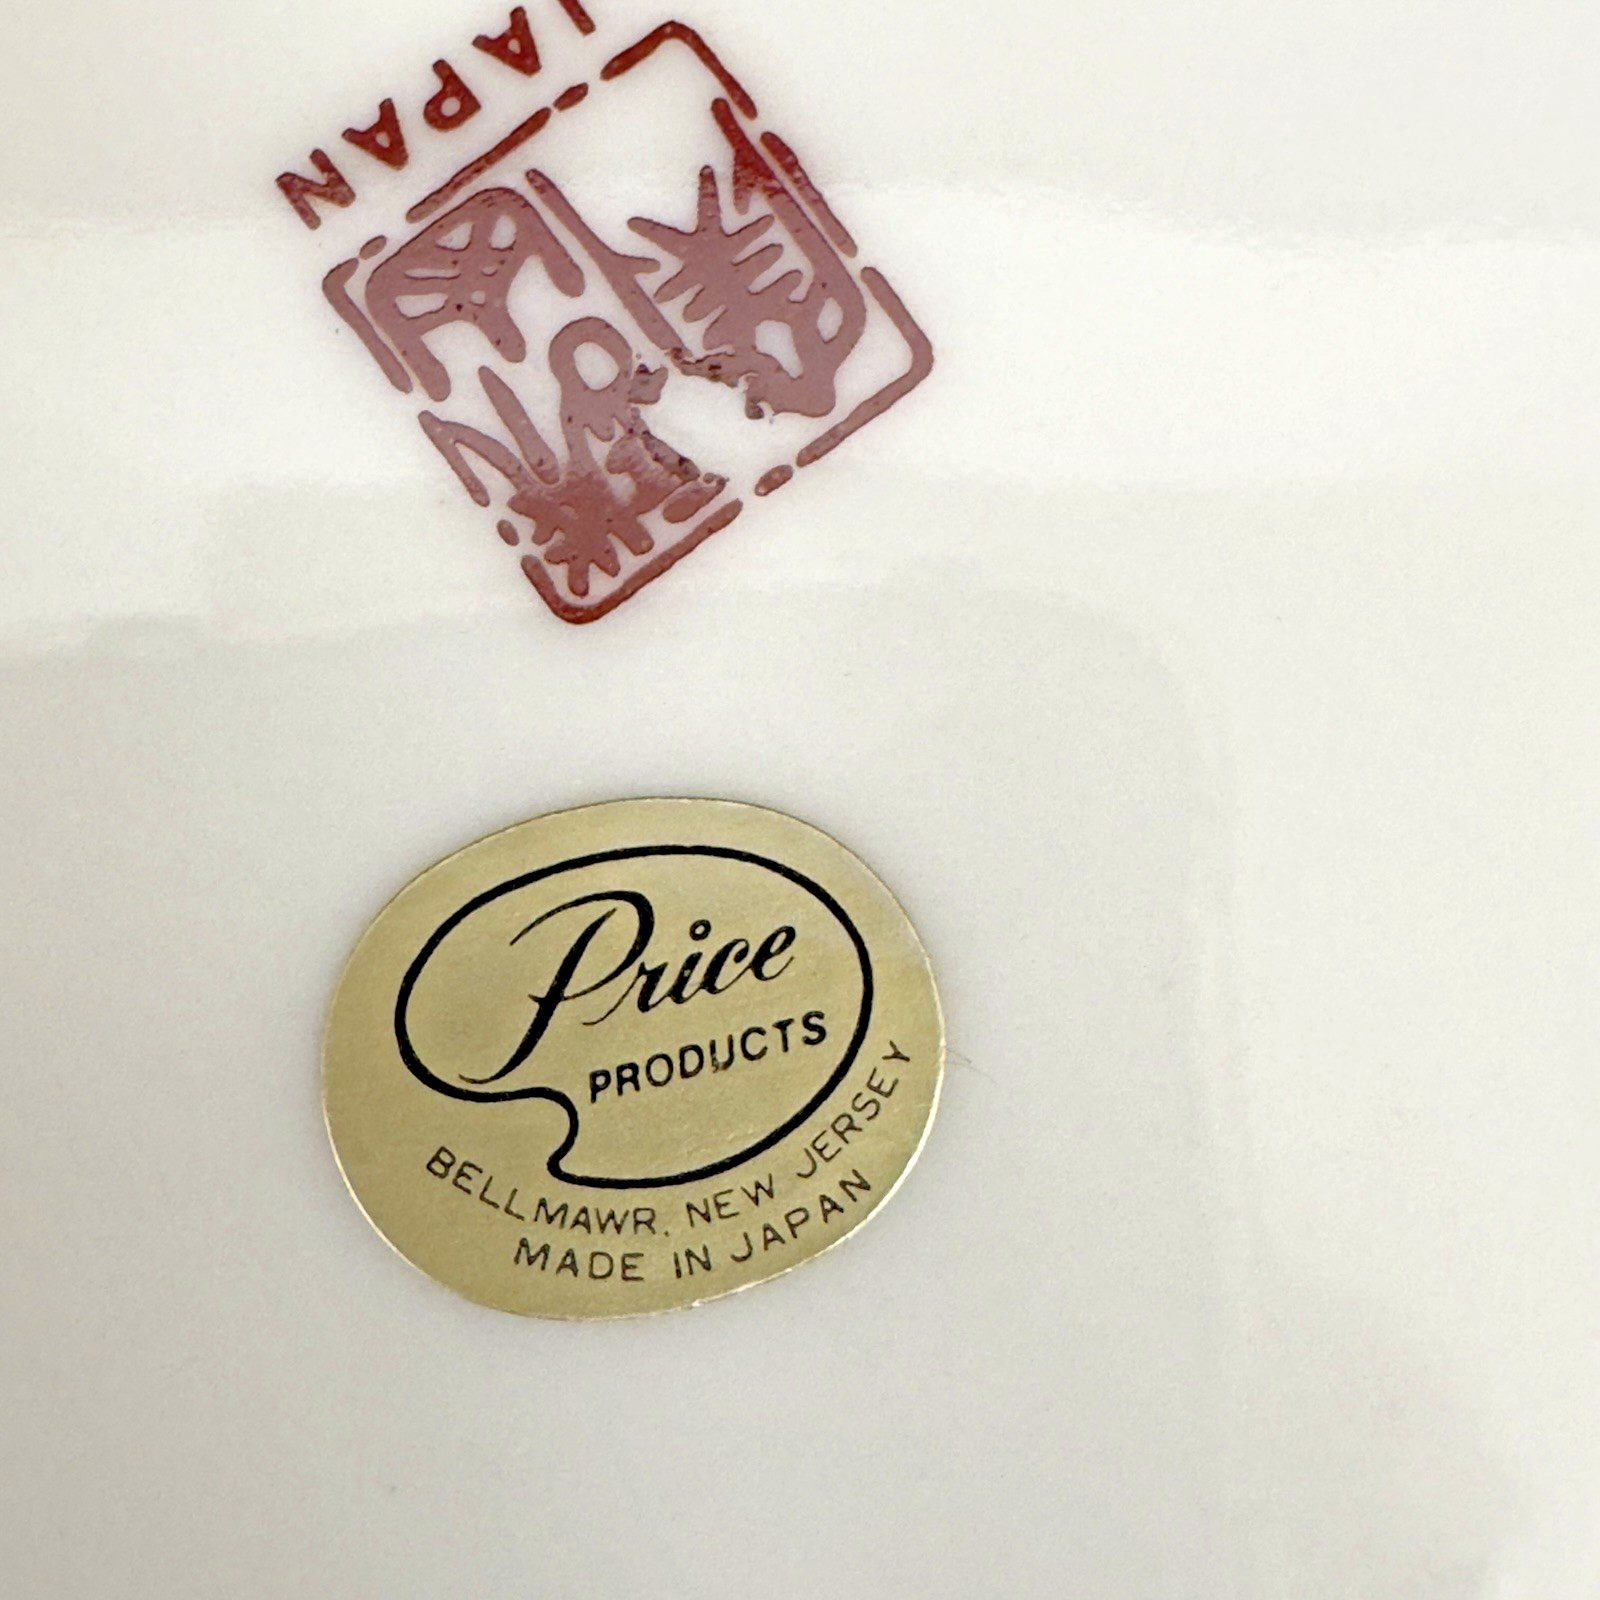 JAPAN
Price
PRODUCTS
BELLMAWR, NEW JERSEY
MADE IN JAPAN